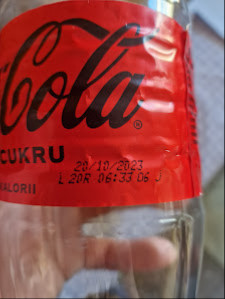 Cola®
CUKRU
KALORII
20/10/2023
L 20R 06:33 06 J